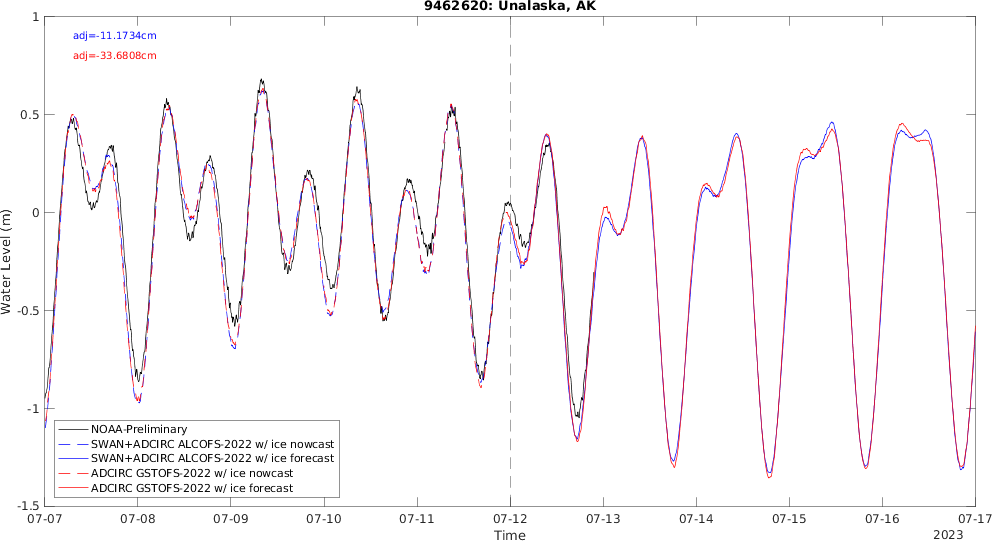 9462620: Unalaska, AK
adj=-11.1734cm
adj=-33.6808cm
1
0.5
0
-0.5
-1
-1.5
Water Level (m)
NOAA-Preliminary
SWAN+ADCIRC ALCOFS-2022 w/ ice nowcast
SWAN+ADCIRC ALCOFS-2022 w/ ice forecast
ADCIRC GSTOFS-2022 w/ ice nowcast
ADCIRC GSTOFS-2022 w/ ice forecast
07-07 07-08 07-09 07-10 07-11 07-12 07-13 07-14 07-15 07-16 07-17
Time
2023